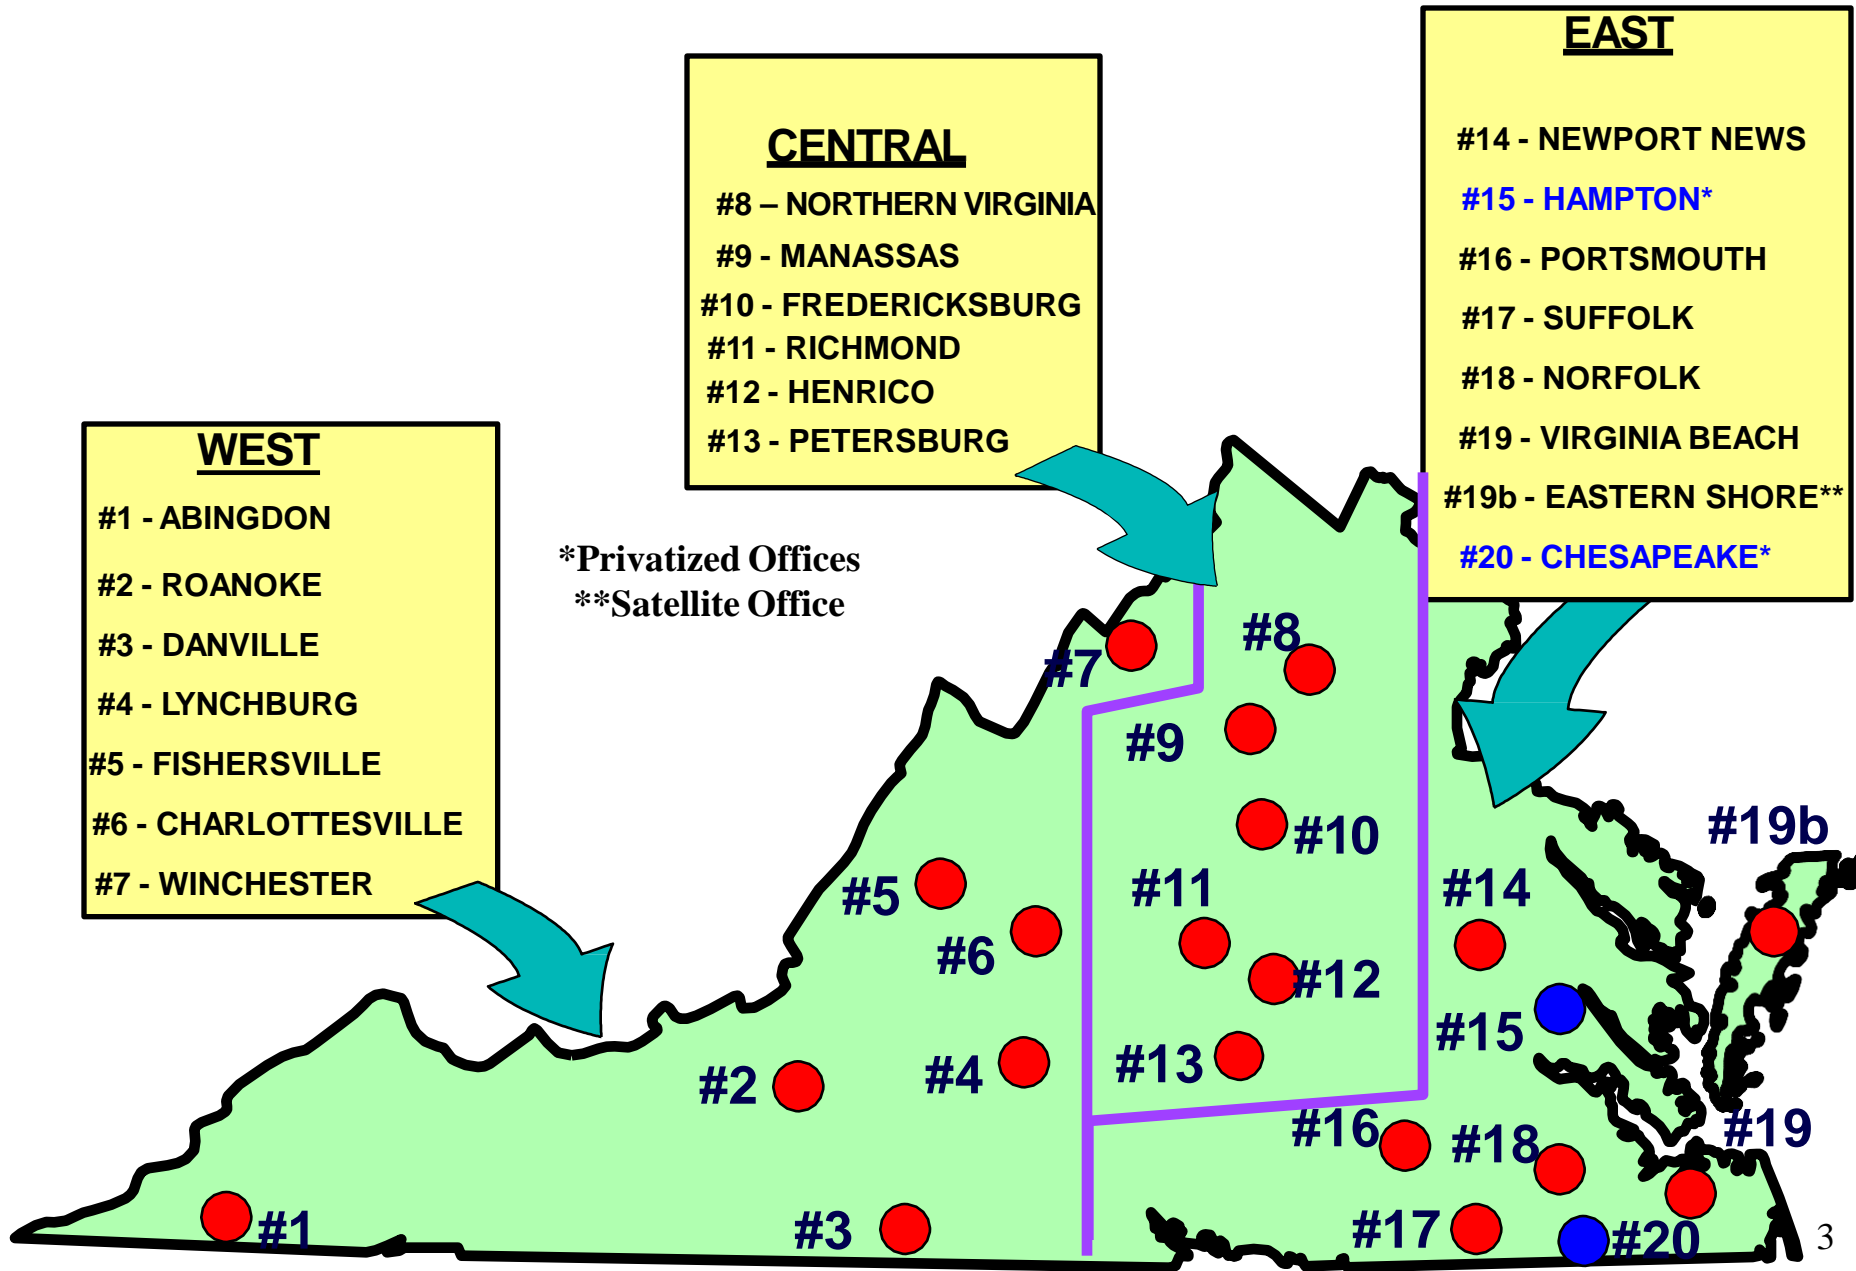 EAST
#14 - NEWPORT NEWS
#15 - HAMPTON*
#16 - PORTSMOUTH
#17 - SUFFOLK
#18 - NORFOLK
#19 - VIRGINIA BEACH
#19b - EASTERN SHORE**
#20 - CHESAPEAKE*
CENTRAL
#8 – NORTHERN VIRGINIA
#9 - MANASSAS
#10 - FREDERICKSBURG
#11 - RICHMOND
#12 - HENRICO
#13 - PETERSBURG
WEST
#1 - ABINGDON
#2 - ROANOKE
#3 - DANVILLE
#4 - LYNCHBURG
#5 - FISHERSVILLE
#6 - CHARLOTTESVILLE
#7 - WINCHESTER
*Privatized Offices
**Satellite Office
#8
#7
#9
#10
#19b
#11
#14
#5
#6
#12
#15
#13
#4
#2
#16
#18
#19
#1
#3
#17
#20
3